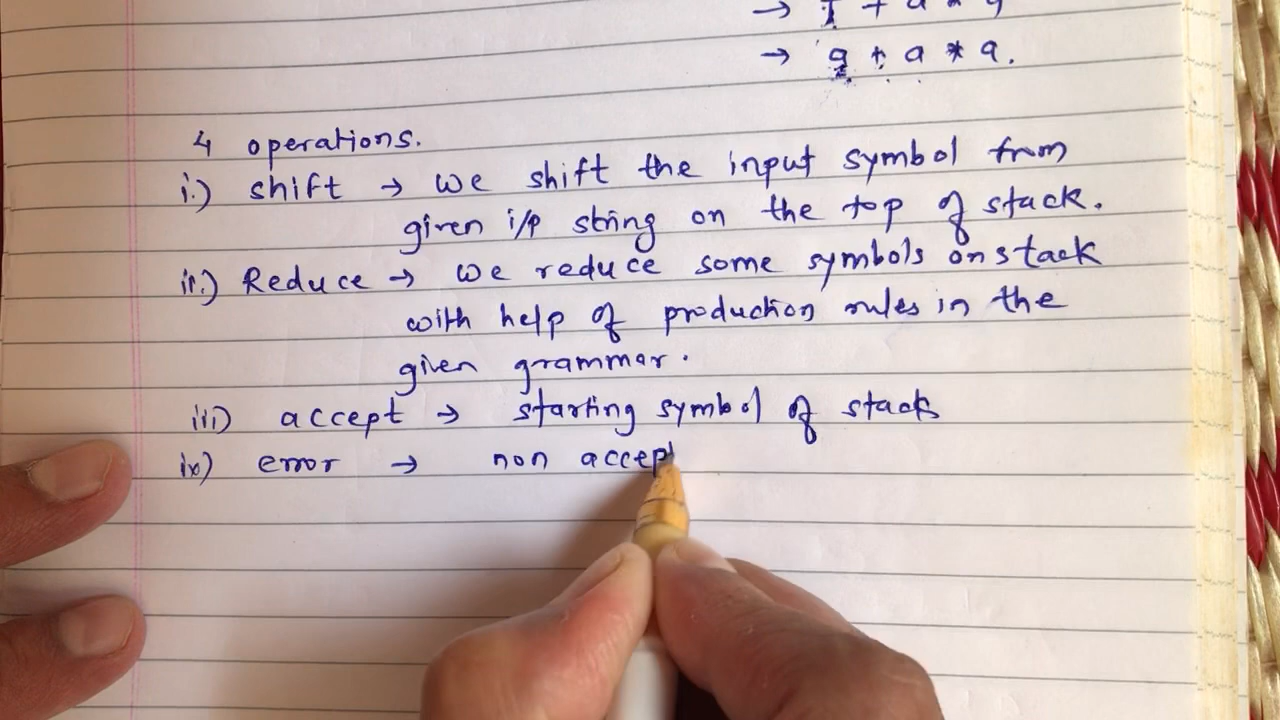 + a *
→ a + a * a.
4 operations.
i.) shift → we shift the input symbol from
given i/p string on the top of stack.
ii.) Reduce → we reduce some symbols on stack
with help of production rules in the
given grammar.
iii) accept → starting symbol of stack
iv) error → non accept